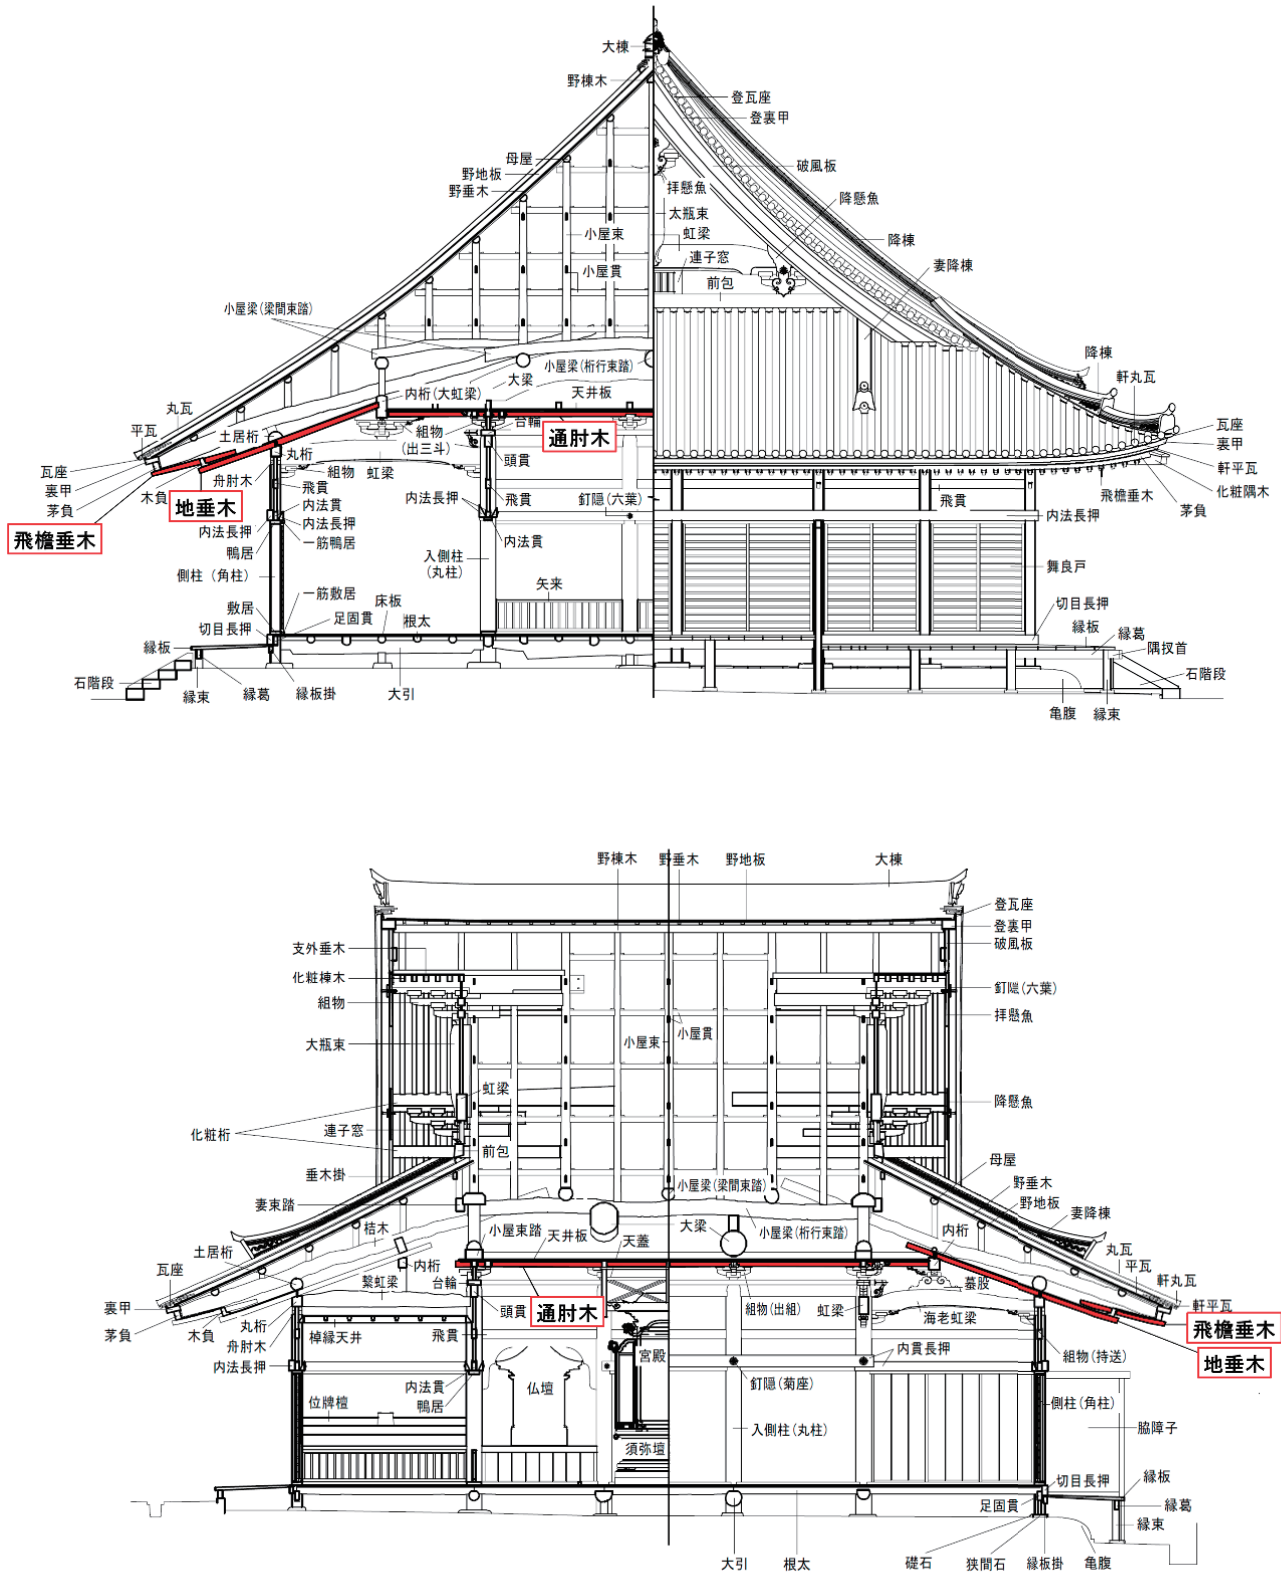 大棟
野棟木
登瓦座
登裏甲
母屋
野地板
野垂木
破風板
拝懸魚
降懸魚
太瓶束
小屋束
虹梁
降棟
連子窓
妻降棟
小屋貫
前包
小屋梁(梁間束踏)
小屋梁(桁行束踏)
大梁
降棟
軒丸瓦
内桁(大虹梁)
天井板
丸瓦
平瓦
土居桁
組物
(出三斗)
台輪
通肘木
瓦座
裏甲
瓦座
裏甲
茅負
丸桁
頭貫
軒平瓦
木負
舟肘木
組物
虹梁
化粧隅木
地垂木
飛貫
内法貫
内法長押
飛貫
釘隠(六葉)
飛貫
飛檐垂木
茅負
飛檐垂木
内法長押
内法長押
一筋鴨居
内法長押
鴨居
内法貫
側柱(角柱)
入側柱
(丸柱)
舞良戸
矢来
一筋敷居
床板
敷居
足固貫
根太
切目長押
切目長押
縁板
縁葛
縁板
隅扠首
石階段
縁束
縁葛
縁板掛
大引
石階段
亀腹
縁束
野棟木
野垂木
野地板
大棟
登瓦座
登裏甲
破風板
支外垂木
化粧棟木
組物
釘隠(六葉)
拝懸魚
大瓶束
小屋束
小屋貫
虹梁
降懸魚
化粧桁
連子窓
前包
垂木掛
母屋
野垂木
野地板
妻降棟
小屋梁(梁間束踏)
妻束踏
桔木
小屋束踏
天井板
大梁
小屋梁(桁行束踏)
天蓋
内桁
丸瓦
平瓦
軒丸瓦
土居桁
瓦座
内桁
繋虹梁
台輪
裏甲
茅負
木負
丸桁
頭貫
通肘木
組物(出組)
虹梁
蟇股
海老虹梁
軒平瓦
飛檐垂木
舟肘木
棹縁天井
飛貫
宮殿
内貫長押
組物(持送)
地垂木
内法長押
内法貫
鴨居
仏壇
釘隠(菊座)
側柱(角柱)
位牌檀
入側柱(丸柱)
脇障子
須弥壇
切目長押
縁板
足固貫
縁葛
縁束
大引
根太
礎石
狭間石
縁板掛
亀腹